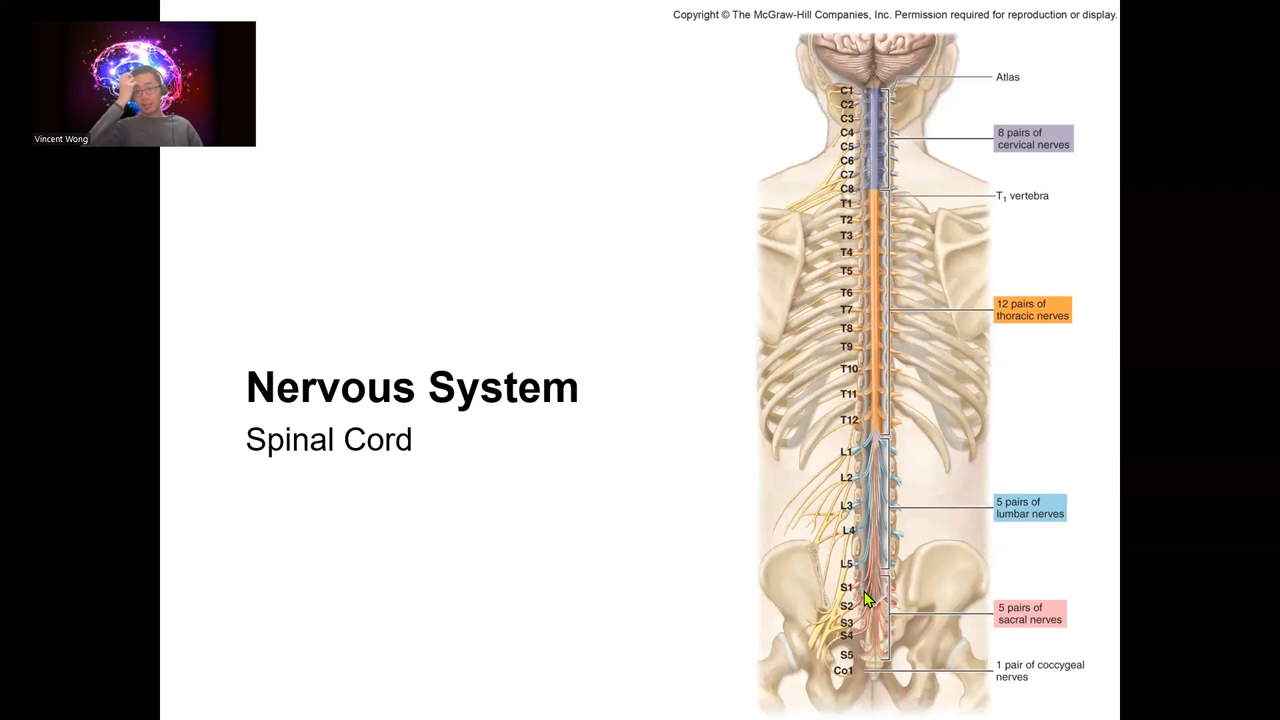 Copyright © The McGraw-Hill Companies, Inc. Permission required for reproduction or display.
Vincent Wong
Nervous System
Spinal Cord
Atlas
C1
C2
C3
C4
C5
C6
C7
C8
8 pairs of
cervical nerves
T1 vertebra
T1
T2
T3
T4
T5
T6
T7
T8
T9
T10
T11
T12
12 pairs of
thoracic nerves
L1
L2
L3
L4
L5
5 pairs of
lumbar nerves
S1
S2
S3
S4
S5
5 pairs of
sacral nerves
Co1
1 pair of coccygeal
nerves